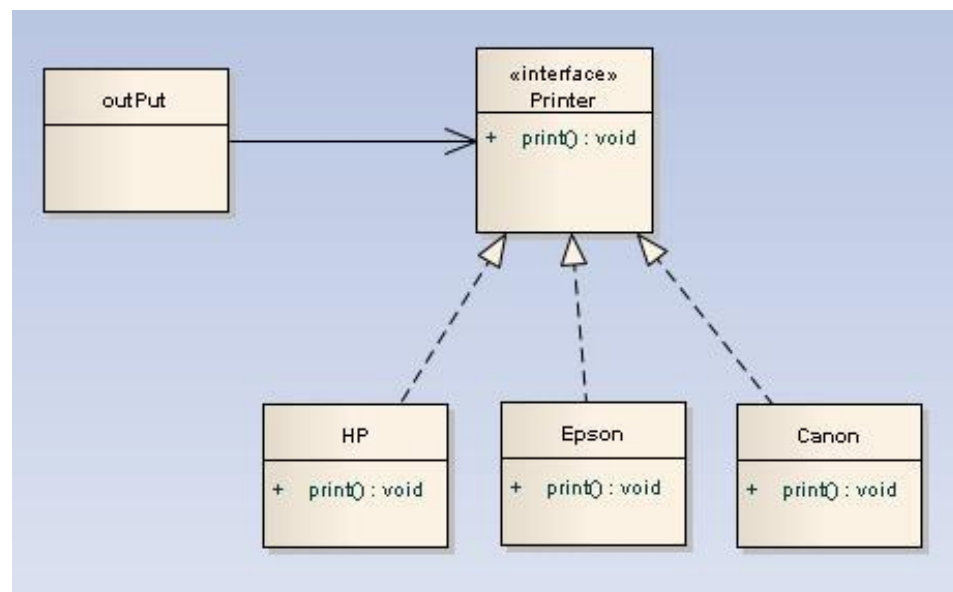 outPut
«interface»
Printer
+ print() : void
HP
+ print() : void
Epson
+ print() : void
Canon
+ print() : void